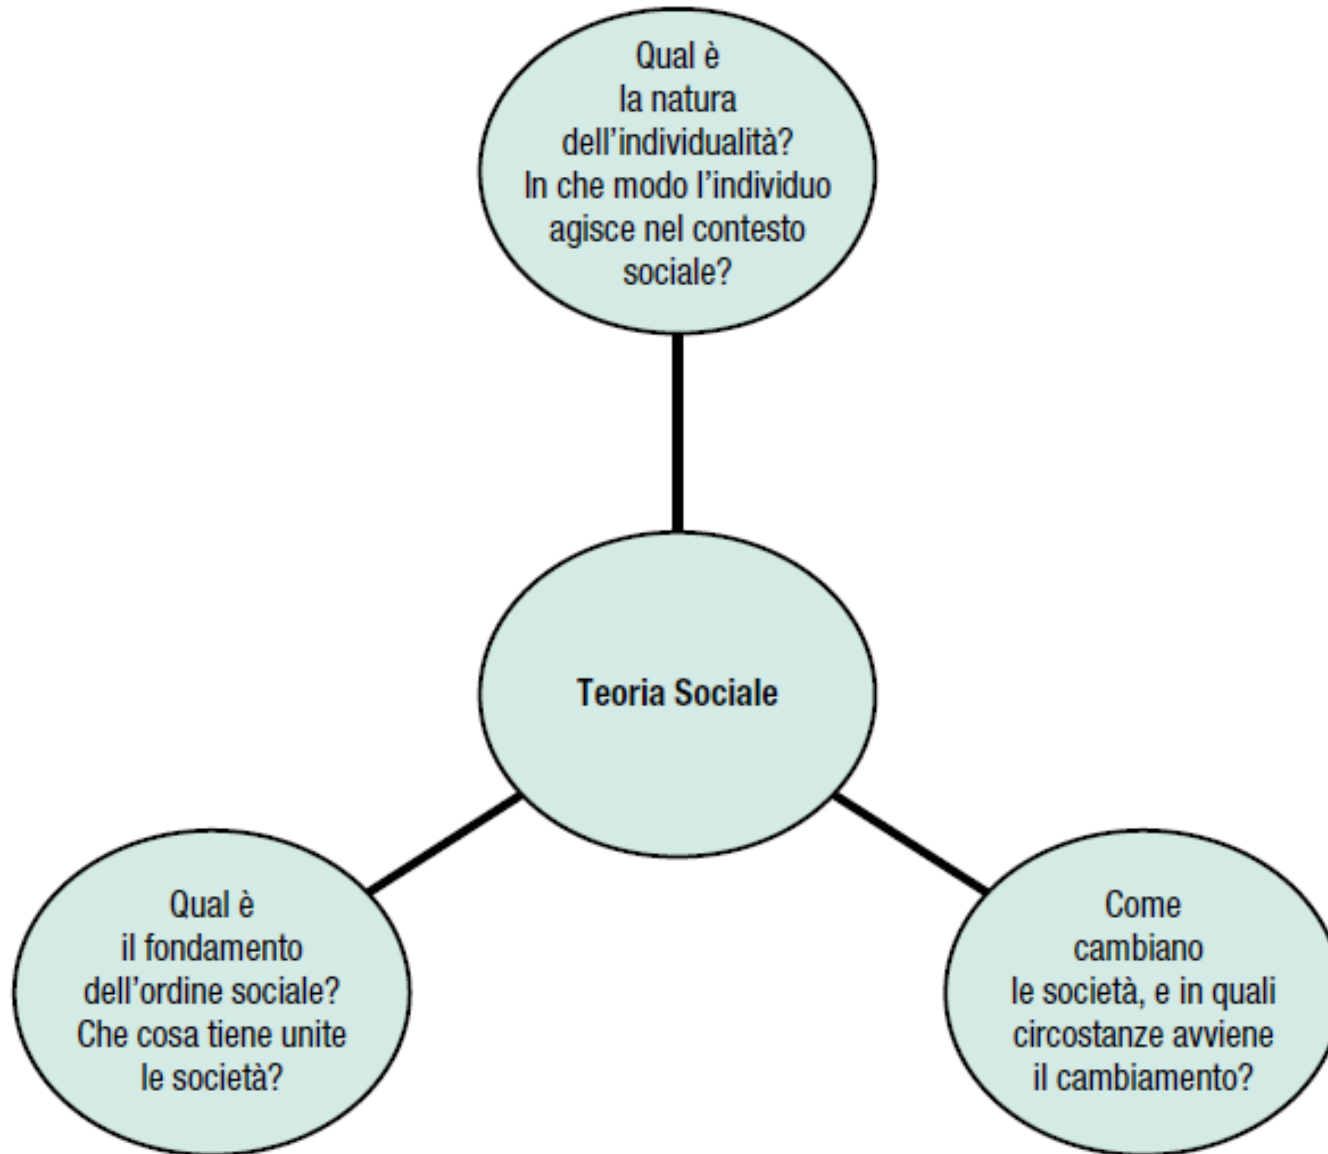 Qual è
la natura
dell'individualità?
In che modo l'individuo
agisce nel contesto
sociale?
Teoria Sociale
Qual è
il fondamento
dell'ordine sociale?
Che cosa tiene unite
le società?
Come
cambiano
le società, e in quali
circostanze avviene
il cambiamento?